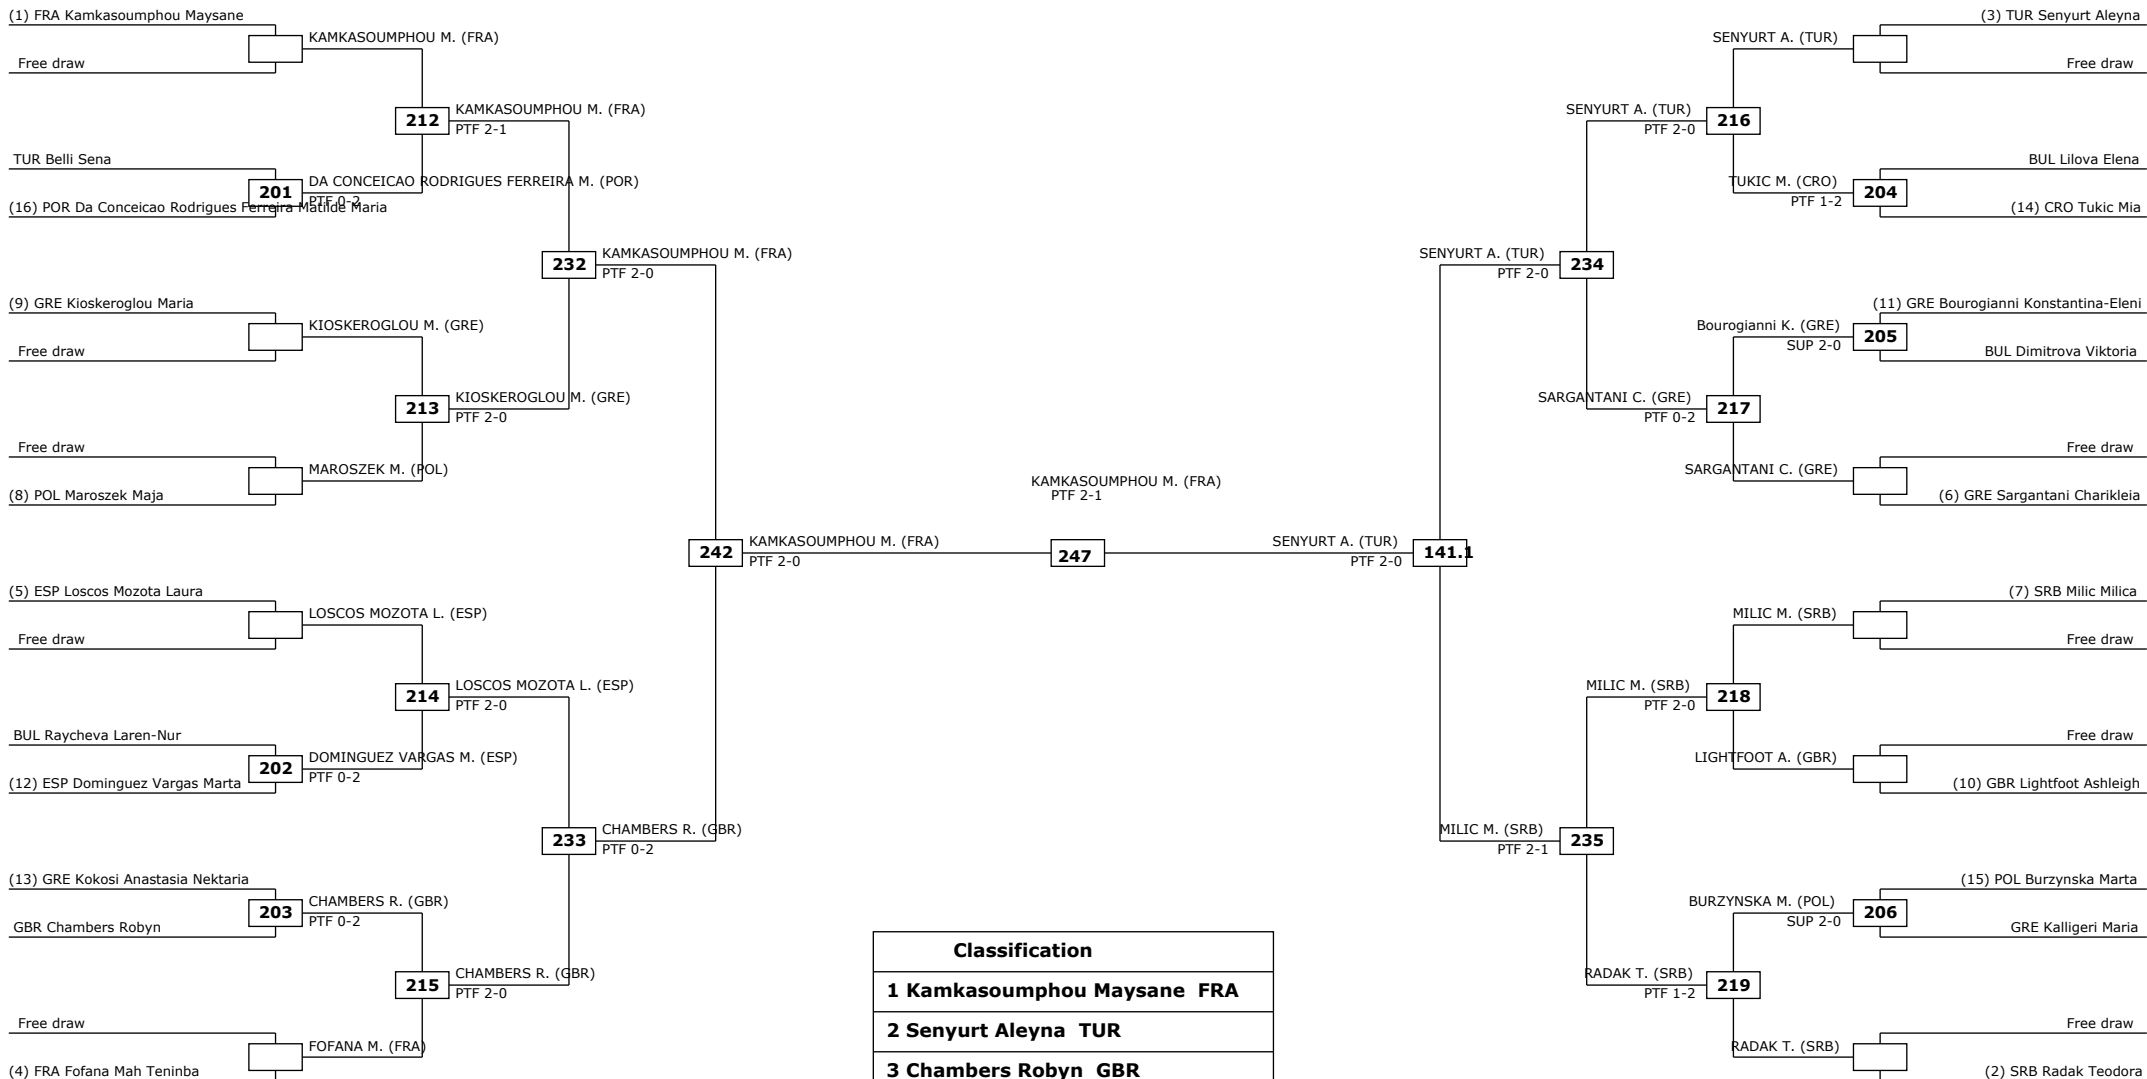 (1) FRA Kamkasoumphou Maysane
KAMKASOUMPHOU M. (FRA)
Free draw
212
KAMKASOUMPHOU M. (FRA)
PTF 2-1
TUR Belli Sena
201
DA CONCEICAO RODRIGUES FERREIRA M. (POR)
PTF 0-2
(16) POR Da Conceicao Rodrigues Ferreira Matilde Maria
232
KAMKASOUMPHOU M. (FRA)
PTF 2-0
(9) GRE Kioskeroglou Maria
KIOSKEROGLOU M. (GRE)
Free draw
213
KIOSKEROGLOU M. (GRE)
PTF 2-0
Free draw
MAROSZEK M. (POL)
(8) POL Maroszek Maja
242
KAMKASOUMPHOU M. (FRA)
PTF 2-0
(5) ESP Loscos Mozota Laura
LOSCOS MOZOTA L. (ESP)
Free draw
214
LOSCOS MOZOTA L. (ESP)
PTF 2-0
BUL Raycheva Laren-Nur
202
DOMINGUEZ VARGAS M. (ESP)
PTF 0-2
(12) ESP Dominguez Vargas Marta
233
CHAMBERS R. (GBR)
PTF 0-2
(13) GRE Kokosi Anastasia Nektaria
203
CHAMBERS R. (GBR)
PTF 0-2
GBR Chambers Robyn
215
CHAMBERS R. (GBR)
PTF 2-0
Free draw
FOFANA M. (FRA)
(4) FRA Fofana Mah Teninba
KAMKASOUMPHOU M. (FRA)
PTF 2-1
247
(3) TUR Senyurt Aleyna
SENYURT A. (TUR)
Free draw
SENYURT A. (TUR)
PTF 2-0
216
BUL Lilova Elena
TUKIC M. (CRO)
PTF 1-2
204
(14) CRO Tukic Mia
SENYURT A. (TUR)
PTF 2-0
234
(11) GRE Bourogianni Konstantina-Eleni
Bourogianni K. (GRE)
SUP 2-0
205
BUL Dimitrova Viktoria
SARGANTANI C. (GRE)
PTF 0-2
217
Free draw
SARGANTANI C. (GRE)
(6) GRE Sargantani Charikleia
SENYURT A. (TUR)
PTF 2-0
141.1
(7) SRB Milic Milica
MILIC M. (SRB)
Free draw
MILIC M. (SRB)
PTF 2-0
218
Free draw
LIGHTFOOT A. (GBR)
(10) GBR Lightfoot Ashleigh
MILIC M. (SRB)
PTF 2-1
235
(15) POL Burzynska Marta
BURZYNSKA M. (POL)
SUP 2-0
206
GRE Kalligeri Maria
RADAK T. (SRB)
PTF 1-2
219
Free draw
RADAK T. (SRB)
(2) SRB Radak Teodora
Classification
1 Kamkasoumphou Maysane FRA
2 Senyurt Aleyna TUR
3 Chambers Robyn GBR